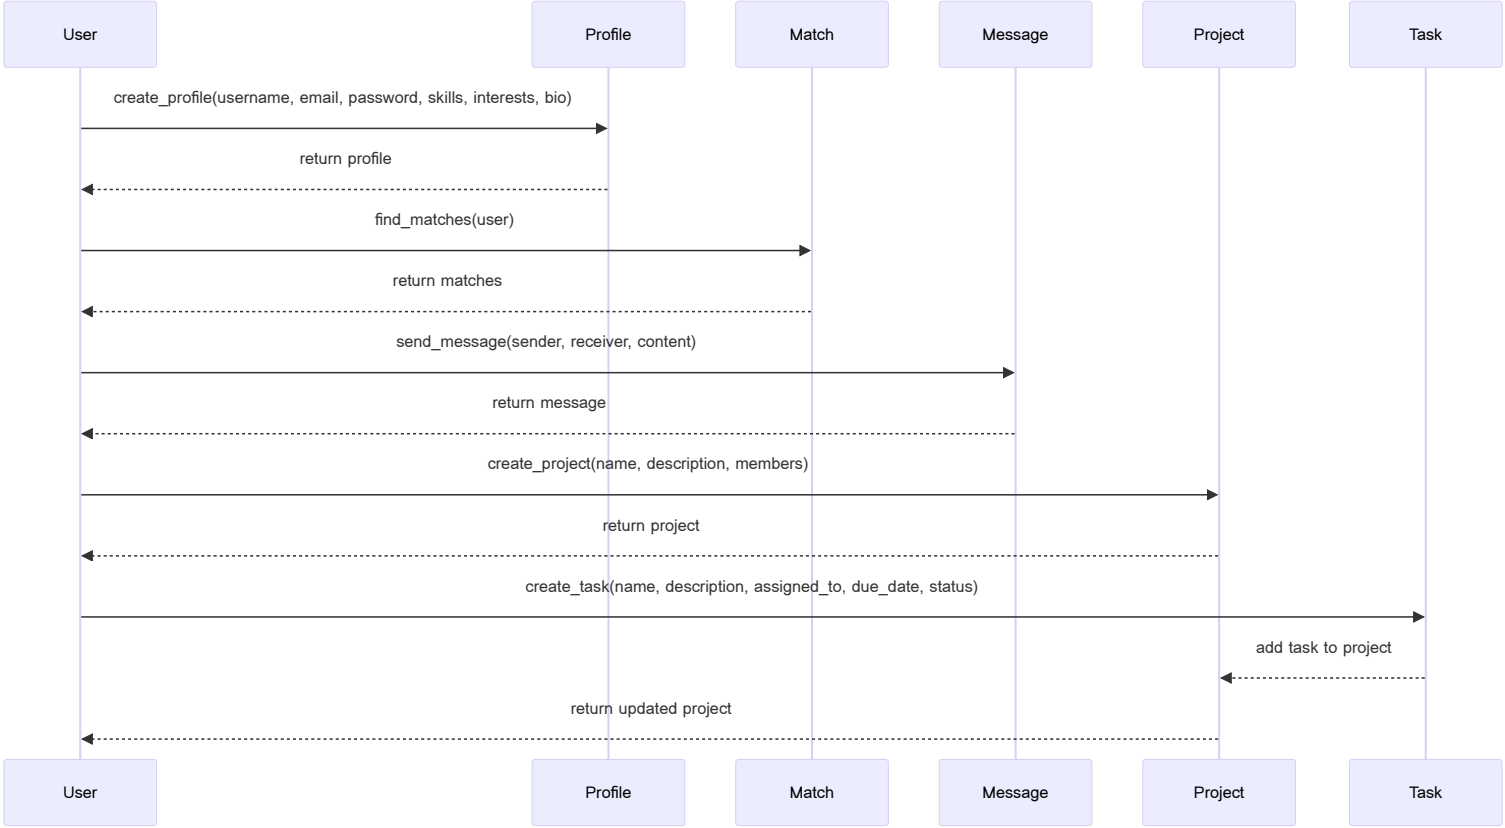 User Profile Match Message Project Task
create_profile(username, email, password, skills, interests, bio)
return profile
find_matches(user)
return matches
send_message(sender, receiver, content)
return message
create_project(name, description, members)
return project
create_task(name, description, assigned_to, due_date, status)
add task to project
return updated project
User Profile Match Message Project Task